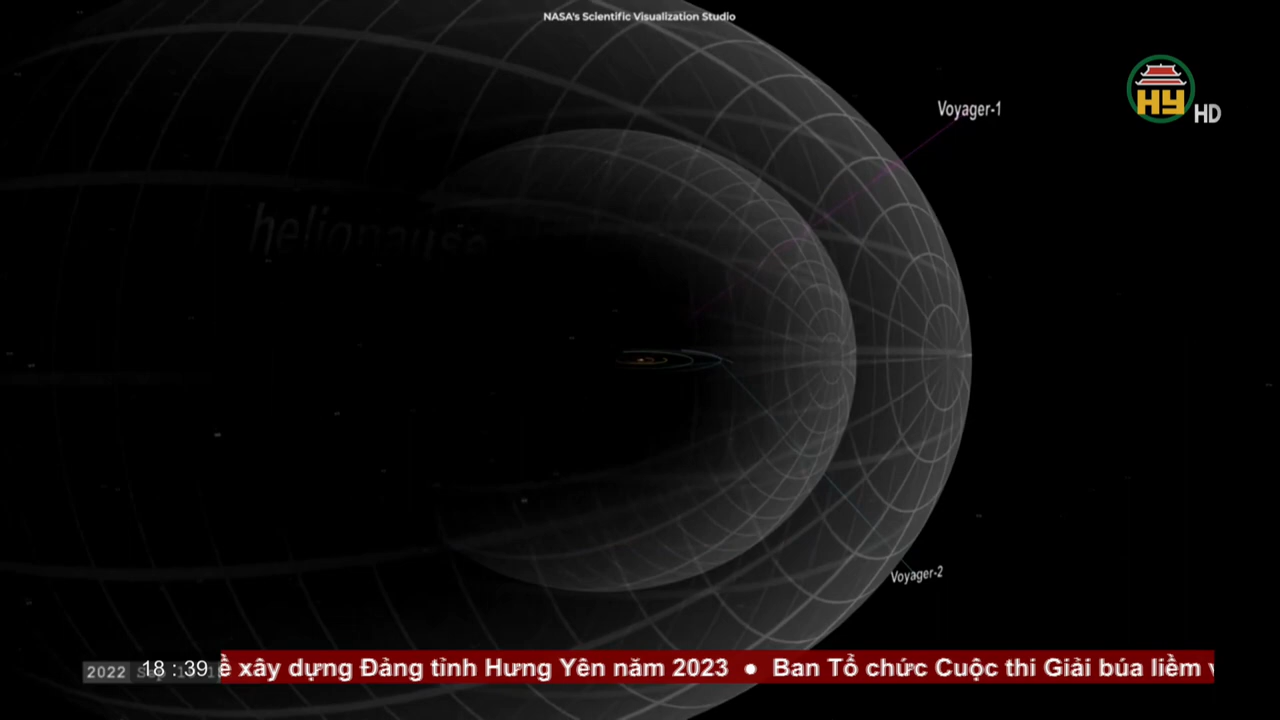 NASA's Scientific Visualization Studio
HY HD
Voyager-1
heliopause
Voyager-2
2022 18 : 39 ề xây dựng Đảng tỉnh Hưng Yên năm 2023 ● Ban Tổ chức Cuộc thi Giải búa liềm v